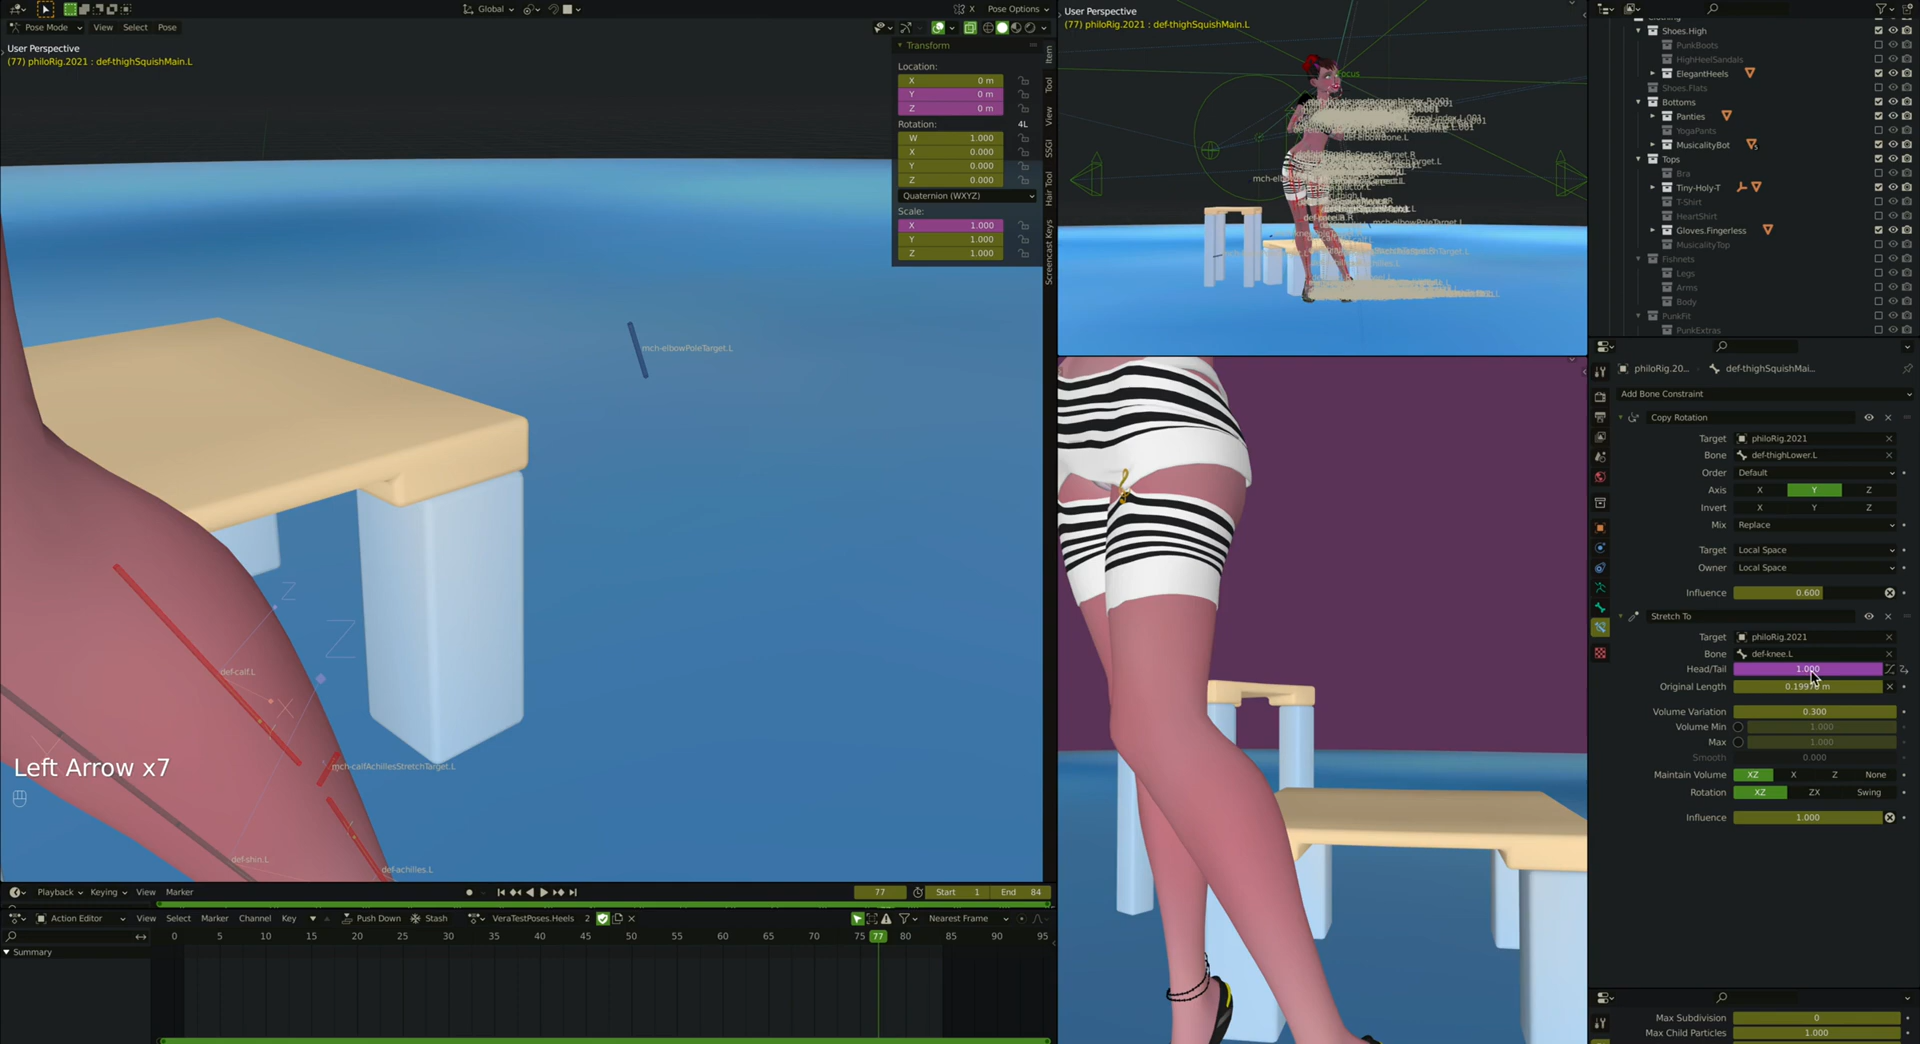 Global
X
Pose Options
Pose Mode
View
Select
Pose
User Perspective
(77) philoRig.2021 : def-thighSquishMain.L
Transform
Location:
X 0 m
Y 0 m
Z 0 m
Rotation: 4L
W 1.000
X 0.000
Y 0.000
Z 0.000
Quaternion (WXYZ)
Scale:
X 1.000
Y 1.000
Z 1.000
Item
Tool
View
SSGI
Hair Tool
Screencast Keys
mch-elbowPoleTarget.L
def-calf.L
mch-calfAchillesStretchTarget.L
def-shin.L
def-achilles.L
Z
Z
X
Y
Left Arrow x7
Playback
Keying
View
Marker
77
Start 1
End 84
Action Editor
View
Select
Marker
Channel
Key
Push Down
Stash
VeraTestPoses.Heels
2
Nearest Frame
0 5 10 15 20 25 30 35 40 45 50 55 60 65 70 75 77 80 85 90 95
Summary
User Perspective
(77) philoRig.2021 : def-thighSquishMain.L
mch-elbowPoleTarget.L
Shoes.High
PunkBoots
HighHeelSandals
ElegantHeels
Shoes.Flats
Bottoms
Panties
YogaPants
MusicalityBot
Tops
Bra
Tiny-Holy-T
T-Shirt
HeartShirt
Gloves.Fingerless
MusicalityTop
Fishnets
Legs
Arms
Body
PunkFit
PunkExtras
philoRig.20...
def-thighSquishMai...
Add Bone Constraint
Copy Rotation
Target philoRig.2021
Bone def-thighLower.L
Order Default
Axis X Y Z
Invert X Y Z
Mix Replace
Target Local Space
Owner Local Space
Influence 0.600
Stretch To
Target philoRig.2021
Bone def-knee.L
Head/Tail 1.000
Original Length
Volume Variation 0.300
Volume Min 1.000
Max 1.000
Smooth 0.000
Maintain Volume XZ X Z None
Rotation XZ ZX Swing
Influence 1.000
Max Subdivision 0
Max Child Particles 1.000